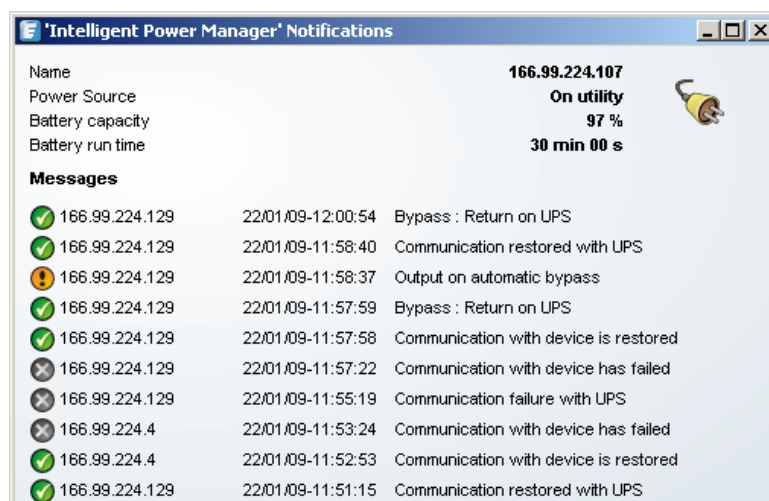 'Intelligent Power Manager' Notifications
Name 166.99.224.107
Power Source On utility
Battery capacity 97 %
Battery run time 30 min 00 s
Messages
166.99.224.129 22/01/09-12:00:54 Bypass : Return on UPS
166.99.224.129 22/01/09-11:58:40 Communication restored with UPS
166.99.224.129 22/01/09-11:58:37 Output on automatic bypass
166.99.224.129 22/01/09-11:57:59 Bypass : Return on UPS
166.99.224.129 22/01/09-11:57:58 Communication with device is restored
166.99.224.129 22/01/09-11:57:22 Communication with device has failed
166.99.224.129 22/01/09-11:55:19 Communication failure with UPS
166.99.224.4 22/01/09-11:53:24 Communication with device has failed
166.99.224.4 22/01/09-11:52:53 Communication with device is restored
166.99.224.129 22/01/09-11:51:15 Communication restored with UPS